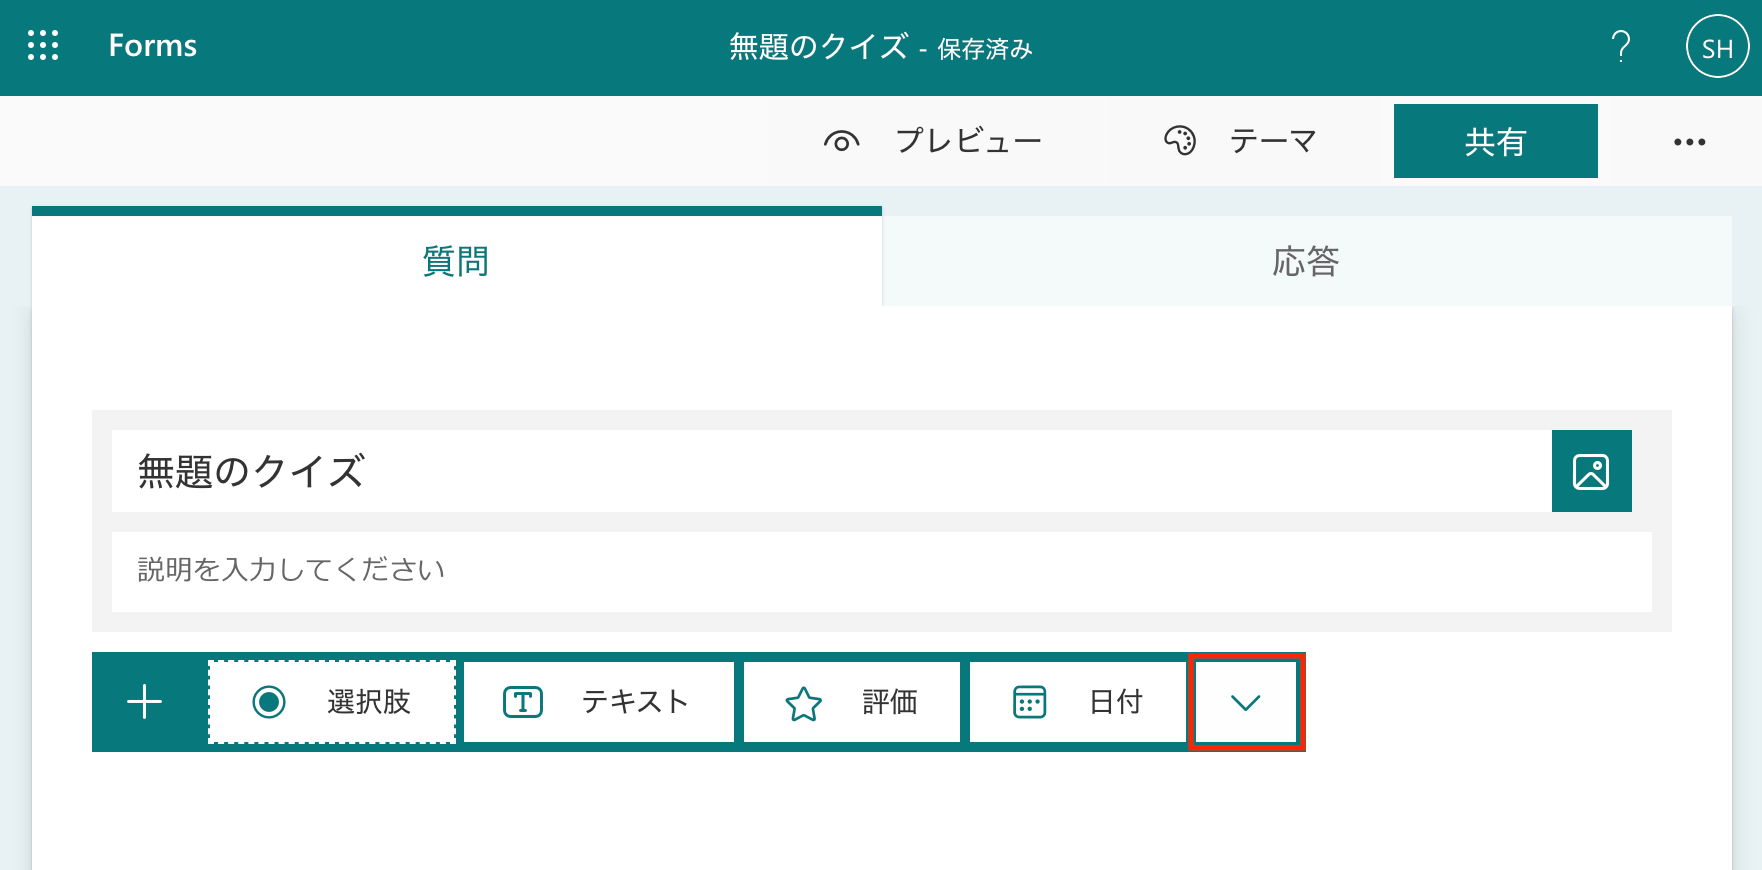 Forms
無題のクイズ - 保存済み
?
SH
プレビュー
テーマ
共有
質問
応答
無題のクイズ
説明を入力してください
選択肢
テキスト
評価
日付